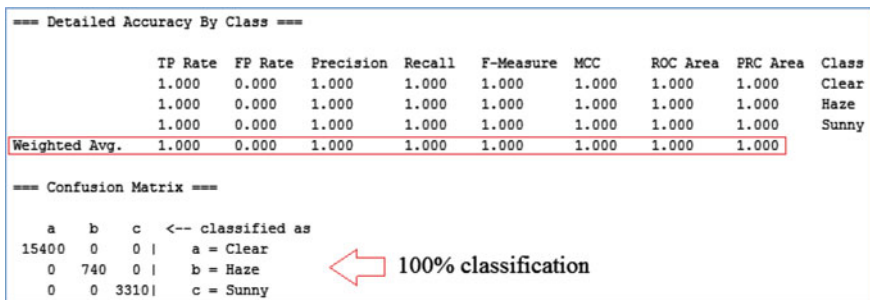 === Detailed Accuracy By Class ===
TP Rate FP Rate Precision Recall F-Measure MCC ROC Area PRC Area Class
1.000 0.000 1.000 1.000 1.000 1.000 1.000 1.000 Clear
1.000 0.000 1.000 1.000 1.000 1.000 1.000 1.000 Haze
1.000 0.000 1.000 1.000 1.000 1.000 1.000 1.000 Sunny
Weighted Avg. 1.000 0.000 1.000 1.000 1.000 1.000 1.000 1.000
=== Confusion Matrix ===
a b c <-- classified as
15400 0 0 | a = Clear
0 740 0 | b = Haze
0 0 3310| c = Sunny
100% classification